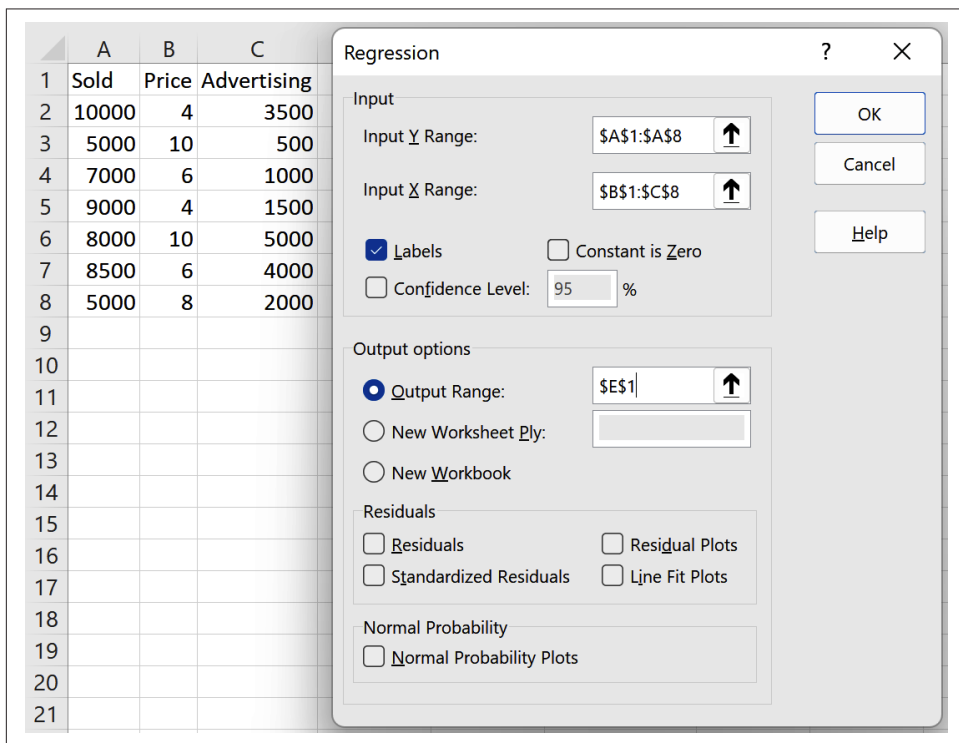 A B C
1 Sold Price Advertising
2 10000 4 3500
3 5000 10 500
4 7000 6 1000
5 9000 4 1500
6 8000 10 5000
7 8500 6 4000
8 5000 8 2000
9
10
11
12
13
14
15
16
17
18
19
20
21
Regression ?
Input
Input Y Range: $A$1:$A$8
Input X Range: $B$1:$C$8
Labels Constant is Zero
Confidence Level: 95 %
OK
Cancel
Help
Output options
Output Range: $E$1
New Worksheet Ply:
New Workbook
Residuals
Residuals Residual Plots
Standardized Residuals Line Fit Plots
Normal Probability
Normal Probability Plots